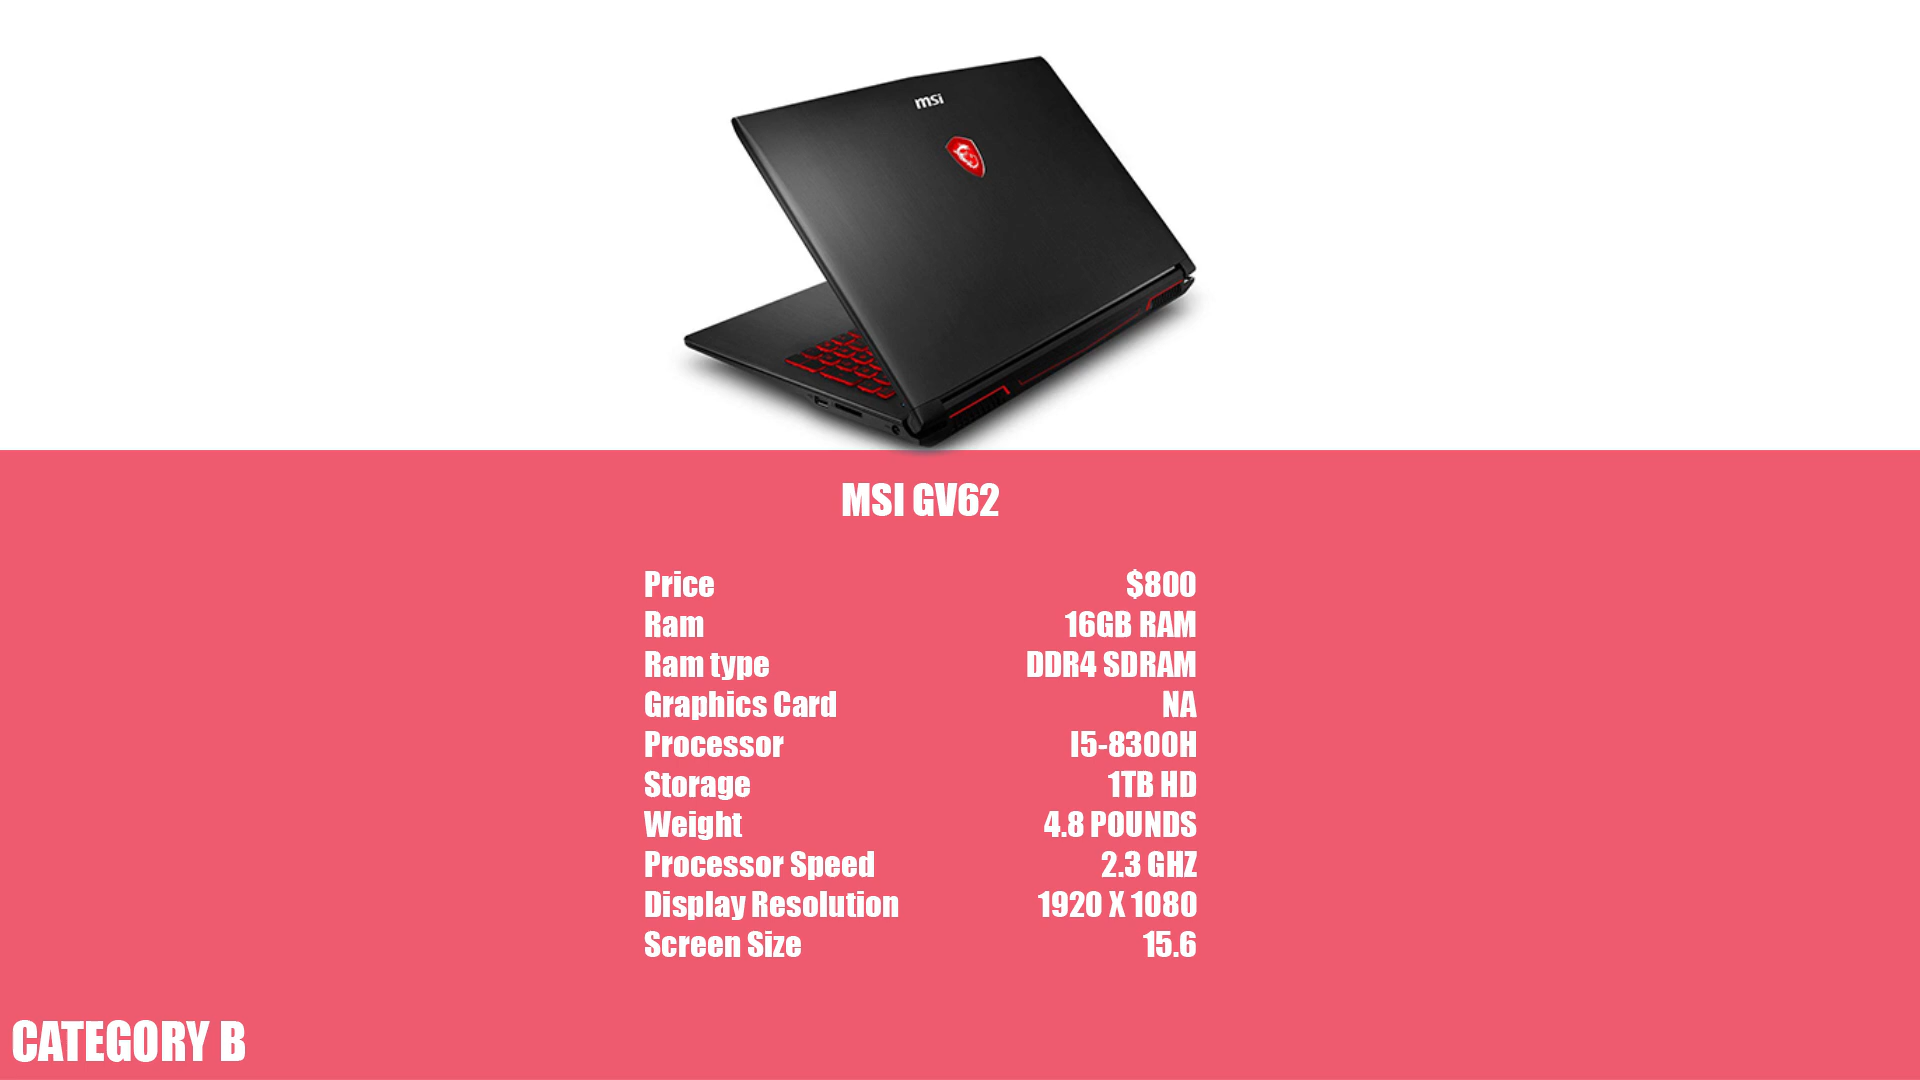 msi
MSI GV62
Price $800
Ram 16GB RAM
Ram type DDR4 SDRAM
Graphics Card NA
Processor I5-8300H
Storage 1TB HD
Weight 4.8 POUNDS
Processor Speed 2.3 GHZ
Display Resolution 1920 X 1080
Screen Size 15.6
CATEGORY B